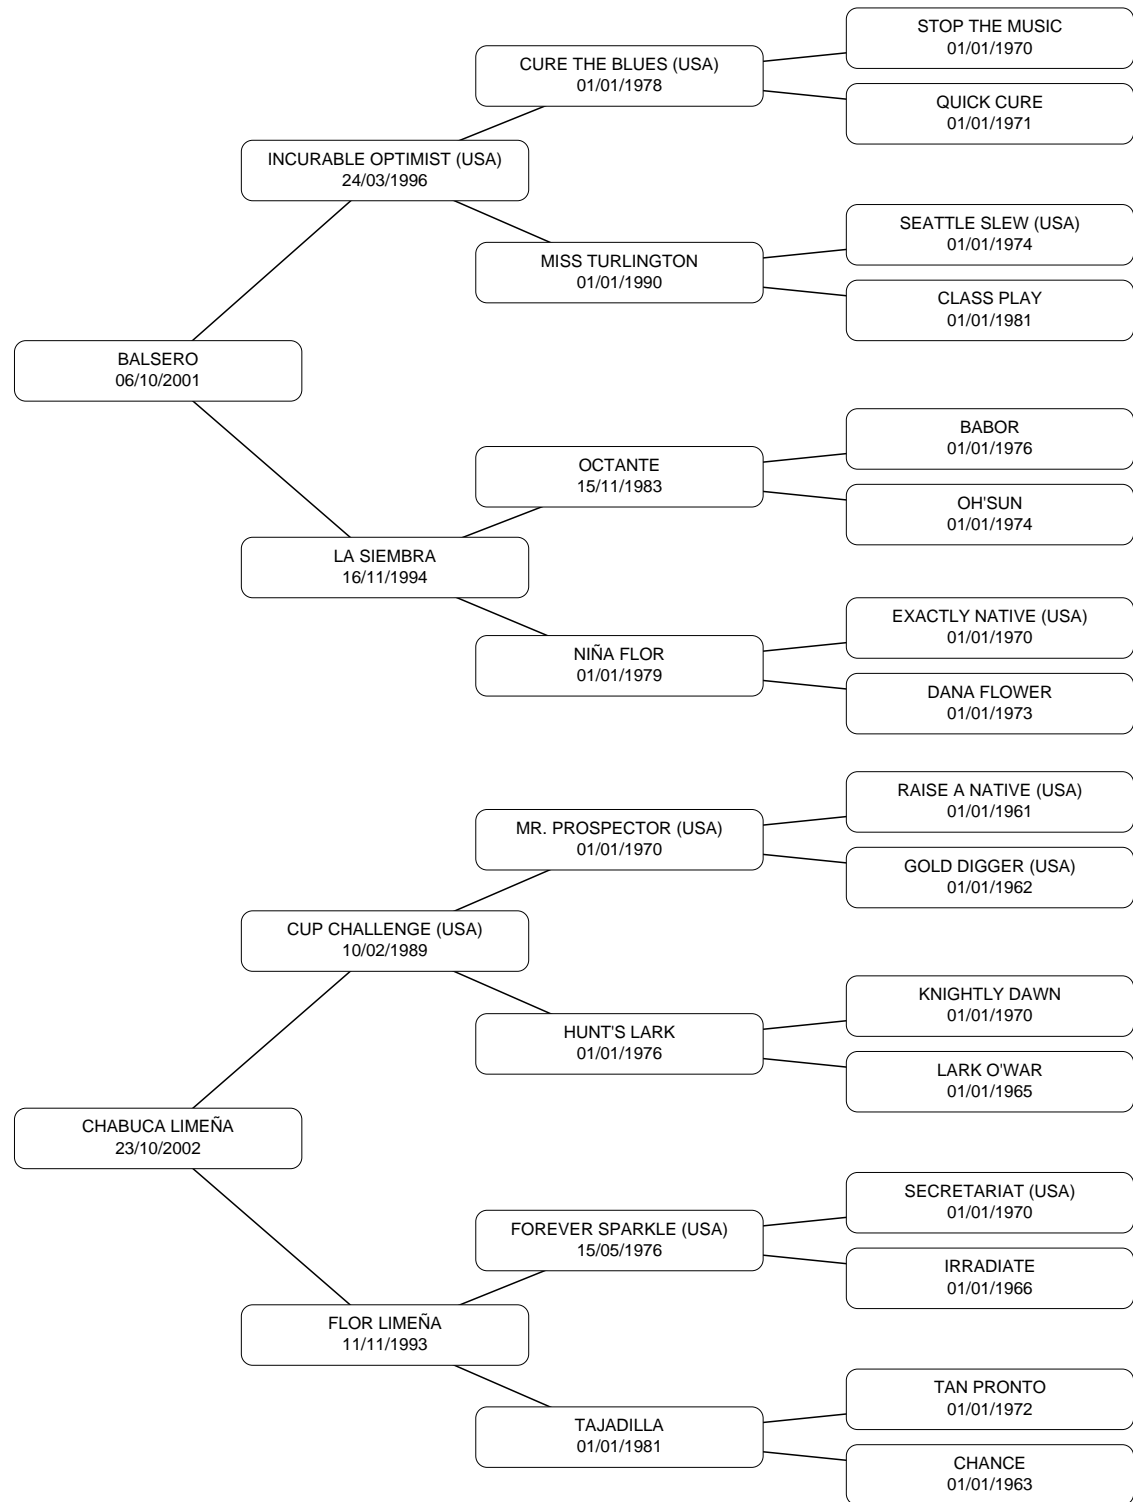 STOP THE MUSIC
01/01/1970
CURE THE BLUES (USA)
01/01/1978
QUICK CURE
01/01/1971
INCURABLE OPTIMIST (USA)
24/03/1996
SEATTLE SLEW (USA)
01/01/1974
MISS TURLINGTON
01/01/1990
CLASS PLAY
01/01/1981
BALSERO
06/10/2001
BABOR
01/01/1976
OCTANTE
15/11/1983
OH'SUN
01/01/1974
LA SIEMBRA
16/11/1994
EXACTLY NATIVE (USA)
01/01/1970
NIÑA FLOR
01/01/1979
DANA FLOWER
01/01/1973
RAISE A NATIVE (USA)
01/01/1961
MR. PROSPECTOR (USA)
01/01/1970
GOLD DIGGER (USA)
01/01/1962
CUP CHALLENGE (USA)
10/02/1989
KNIGHTLY DAWN
01/01/1970
HUNT'S LARK
01/01/1976
LARK O'WAR
01/01/1965
CHABUCA LIMEÑA
23/10/2002
SECRETARIAT (USA)
01/01/1970
FOREVER SPARKLE (USA)
15/05/1976
IRRADIATE
01/01/1966
FLOR LIMEÑA
11/11/1993
TAN PRONTO
01/01/1972
TAJADILLA
01/01/1981
CHANCE
01/01/1963